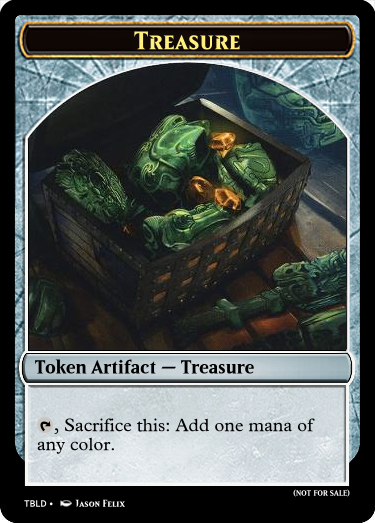 Treasure
Token Artifact — Treasure
, Sacrifice this: Add one mana of
any color.
(NOT FOR SALE)
TBLD • Jason Felix